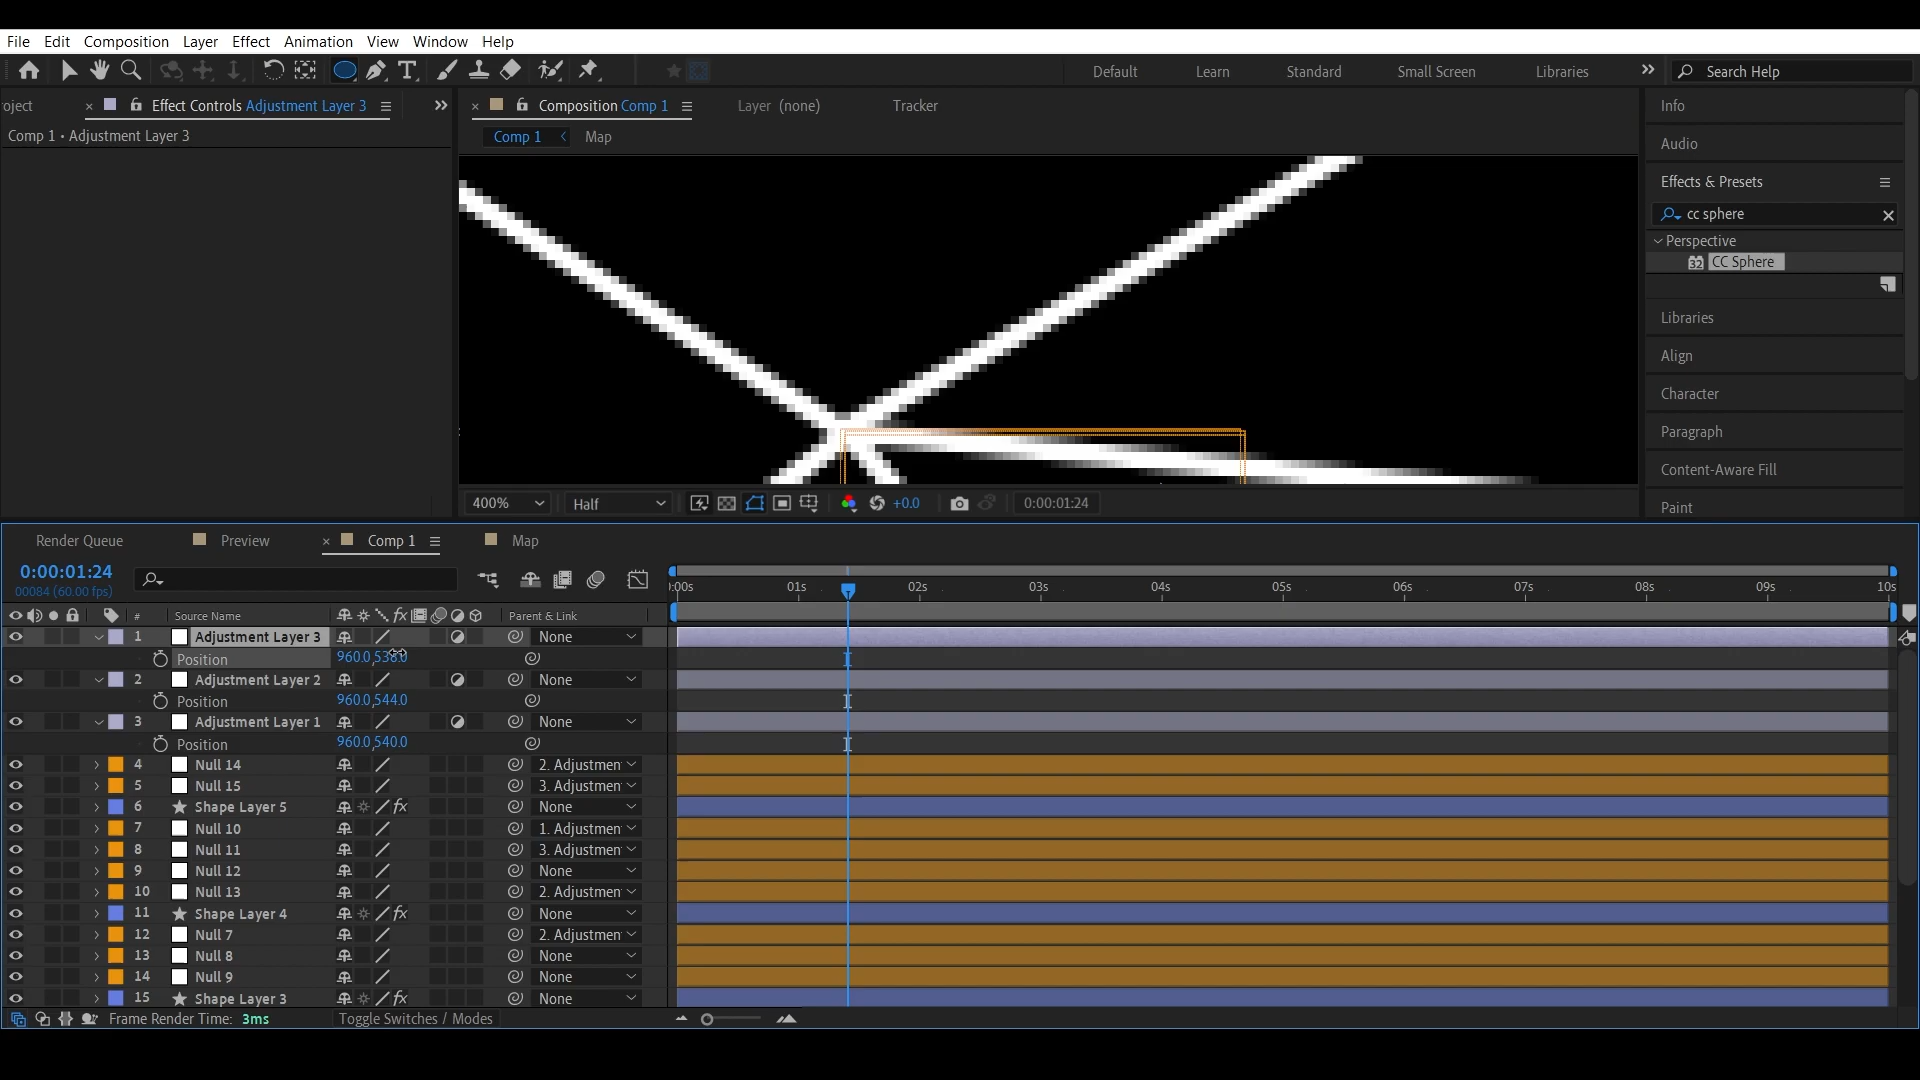 File Edit Composition Layer Effect Animation View Window Help
Default Learn Standard Small Screen Libraries Search Help
oject Effect Controls Adjustment Layer 3 Composition Comp 1 Layer (none) Tracker Info
Comp 1 • Adjustment Layer 3
Comp 1 Map
Audio
Effects & Presets
cc sphere
Perspective
32 CC Sphere
Libraries
Align
Character
Paragraph
Content-Aware Fill
Paint
400% Half +0.0 0:00:01:24
Render Queue Preview Comp 1 Map
0:00:01:24
00084 (60.00 fps)
:00s 01s 02s 03s 04s 05s 06s 07s 08s 09s 10s
# Source Name fx Parent & Link
1 Adjustment Layer 3 None
Position 960.0,538.0
2 Adjustment Layer 2 None
Position 960.0,544.0
3 Adjustment Layer 1 None
Position 960.0,540.0
4 Null 14 2. Adjustmen
5 Null 15 3. Adjustmen
6 Shape Layer 5 fx None
7 Null 10 1. Adjustmen
8 Null 11 3. Adjustmen
9 Null 12 None
10 Null 13 2. Adjustmen
11 Shape Layer 4 fx None
12 Null 7 2. Adjustmen
13 Null 8 None
14 Null 9 None
15 Shape Layer 3 fx None
Frame Render Time: 3ms Toggle Switches / Modes